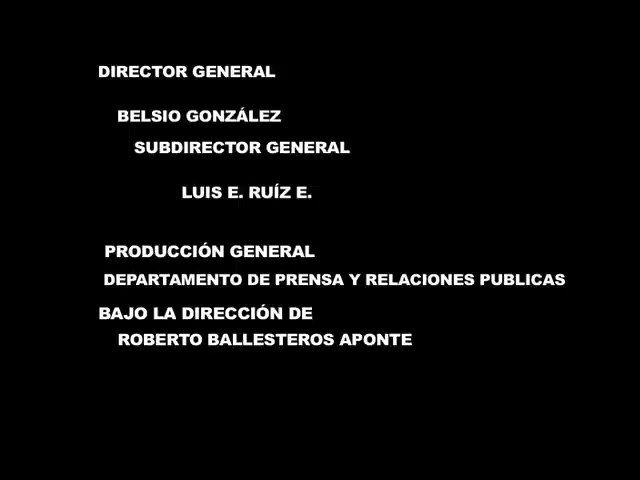 DIRECTOR GENERAL
BELSIO GONZÁLEZ
SUBDIRECTOR GENERAL
LUIS E. RUÍZ E.
PRODUCCIÓN GENERAL
DEPARTAMENTO DE PRENSA Y RELACIONES PUBLICAS
BAJO LA DIRECCIÓN DE
ROBERTO BALLESTEROS APONTE